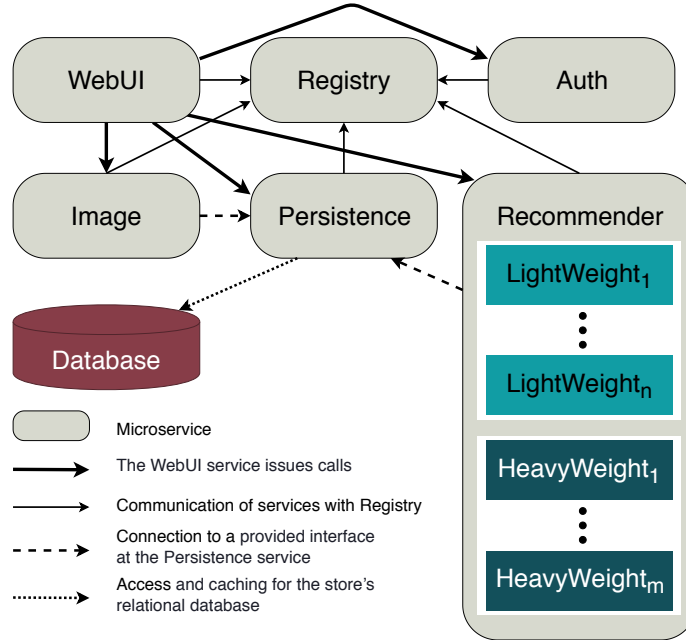 WebUI
Registry
Auth
Image
Persistence
Recommender
LightWeight1
LightWeightn
HeavyWeight1
HeavyWeightm
Database
Microservice
The WebUI service issues calls
Communication of services with Registry
Connection to a provided interface
at the Persistence service
Access and caching for the store's
relational database